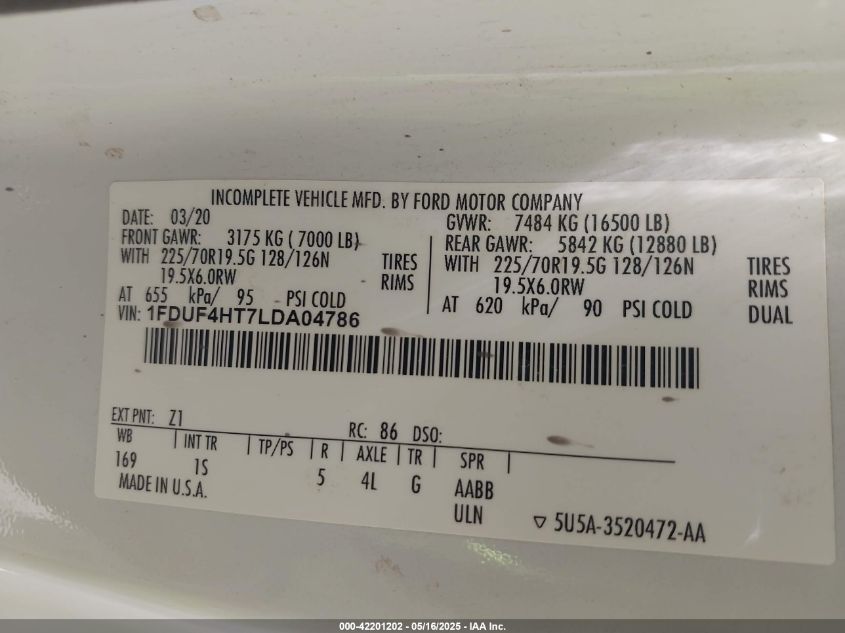 INCOMPLETE VEHICLE MFD. BY FORD MOTOR COMPANY
DATE: 03/20 GVWR: 7484 KG (16500 LB)
FRONT GAWR: 3175 KG ( 7000 LB) REAR GAWR: 5842 KG (12880 LB)
WITH 225/70R19.5G 128/126N TIRES WITH 225/70R19.5G 128/126N TIRES
19.5X6.0RW RIMS 19.5X6.0RW RIMS
AT 655 kPa/ 95 PSI COLD AT 620 kPa/ 90 PSI COLD DUAL
VIN: 1FDUF4HT7LDA04786
EXT PNT: Z1 RC: 86 DSO:
WB INT TR TP/PS R AXLE TR SPR
169 1S 5 4L G AABB
MADE IN U.S.A. ULN ▽ 5U5A-3520472-AA
000-42201202 - 05/16/2025 - IAA Inc.